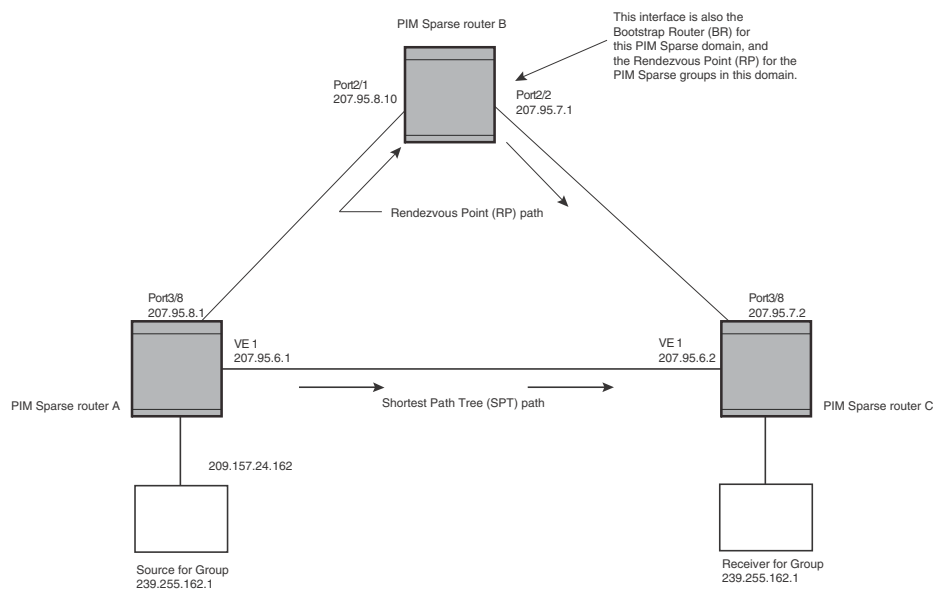 PIM Sparse router B
This interface is also the
Bootstrap Router (BR) for
this PIM Sparse domain, and
the Rendezvous Point (RP) for the
PIM Sparse groups in this domain.
Port2/1
207.95.8.10
Port2/2
207.95.7.1
Rendezvous Point (RP) path
Port3/8
207.95.8.1
Port3/8
207.95.7.2
VE 1
207.95.6.1
VE 1
207.95.6.2
Shortest Path Tree (SPT) path
PIM Sparse router A
PIM Sparse router C
209.157.24.162
Source for Group
239.255.162.1
Receiver for Group
239.255.162.1